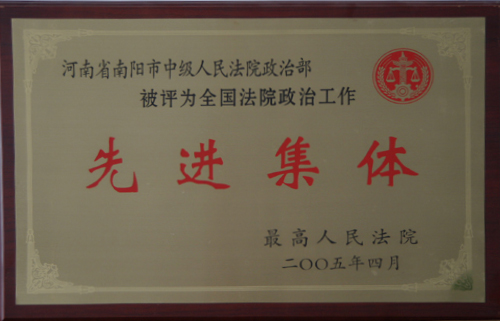 河南省南阳市中级人民法院政治部
被评为全国法院政治工作
先进集体
最高人民法院
二〇〇五年四月